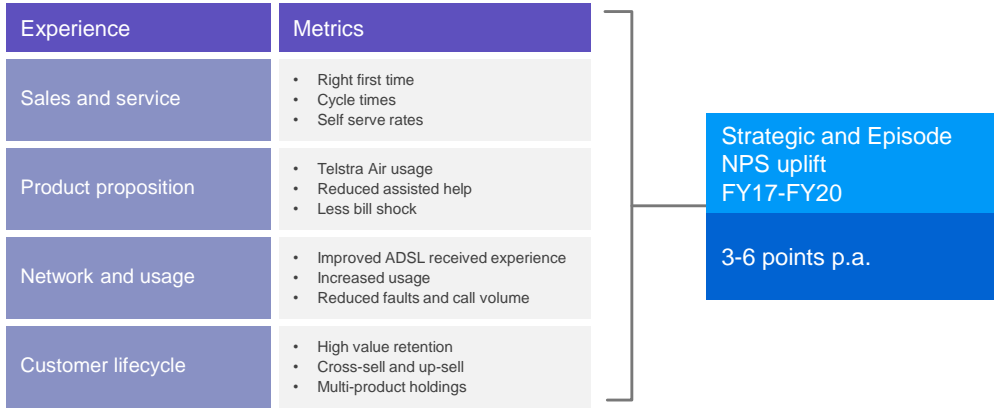 Experience
Metrics
Sales and service
• Right first time
• Cycle times
• Self serve rates
Product proposition
• Telstra Air usage
• Reduced assisted help
• Less bill shock
Network and usage
• Improved ADSL received experience
• Increased usage
• Reduced faults and call volume
Customer lifecycle
• High value retention
• Cross-sell and up-sell
• Multi-product holdings
Strategic and Episode
NPS uplift
FY17-FY20
3-6 points p.a.